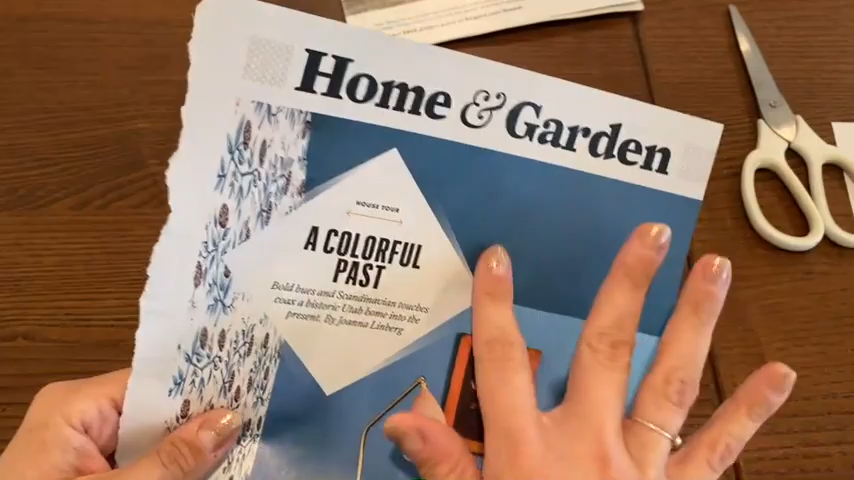 Home & Garden
HOUSE TOUR
A COLORFUL
PAST
Bold hues and Scandinavian touches
coax a historic Utah home into the
present. By Joanna Linberg